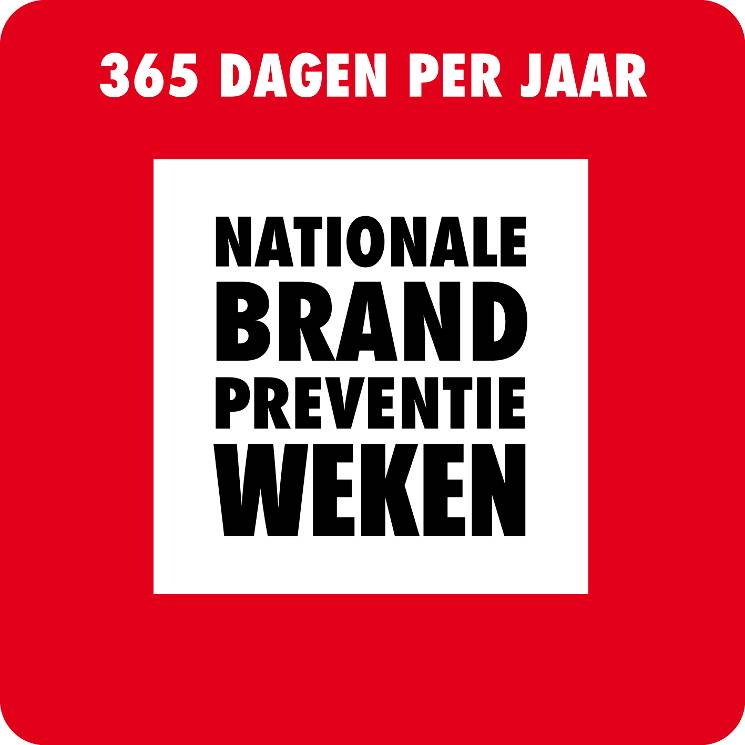 365 DAGEN PER JAAR
NATIONALE
BRAND
PREVENTIE
WEKEN